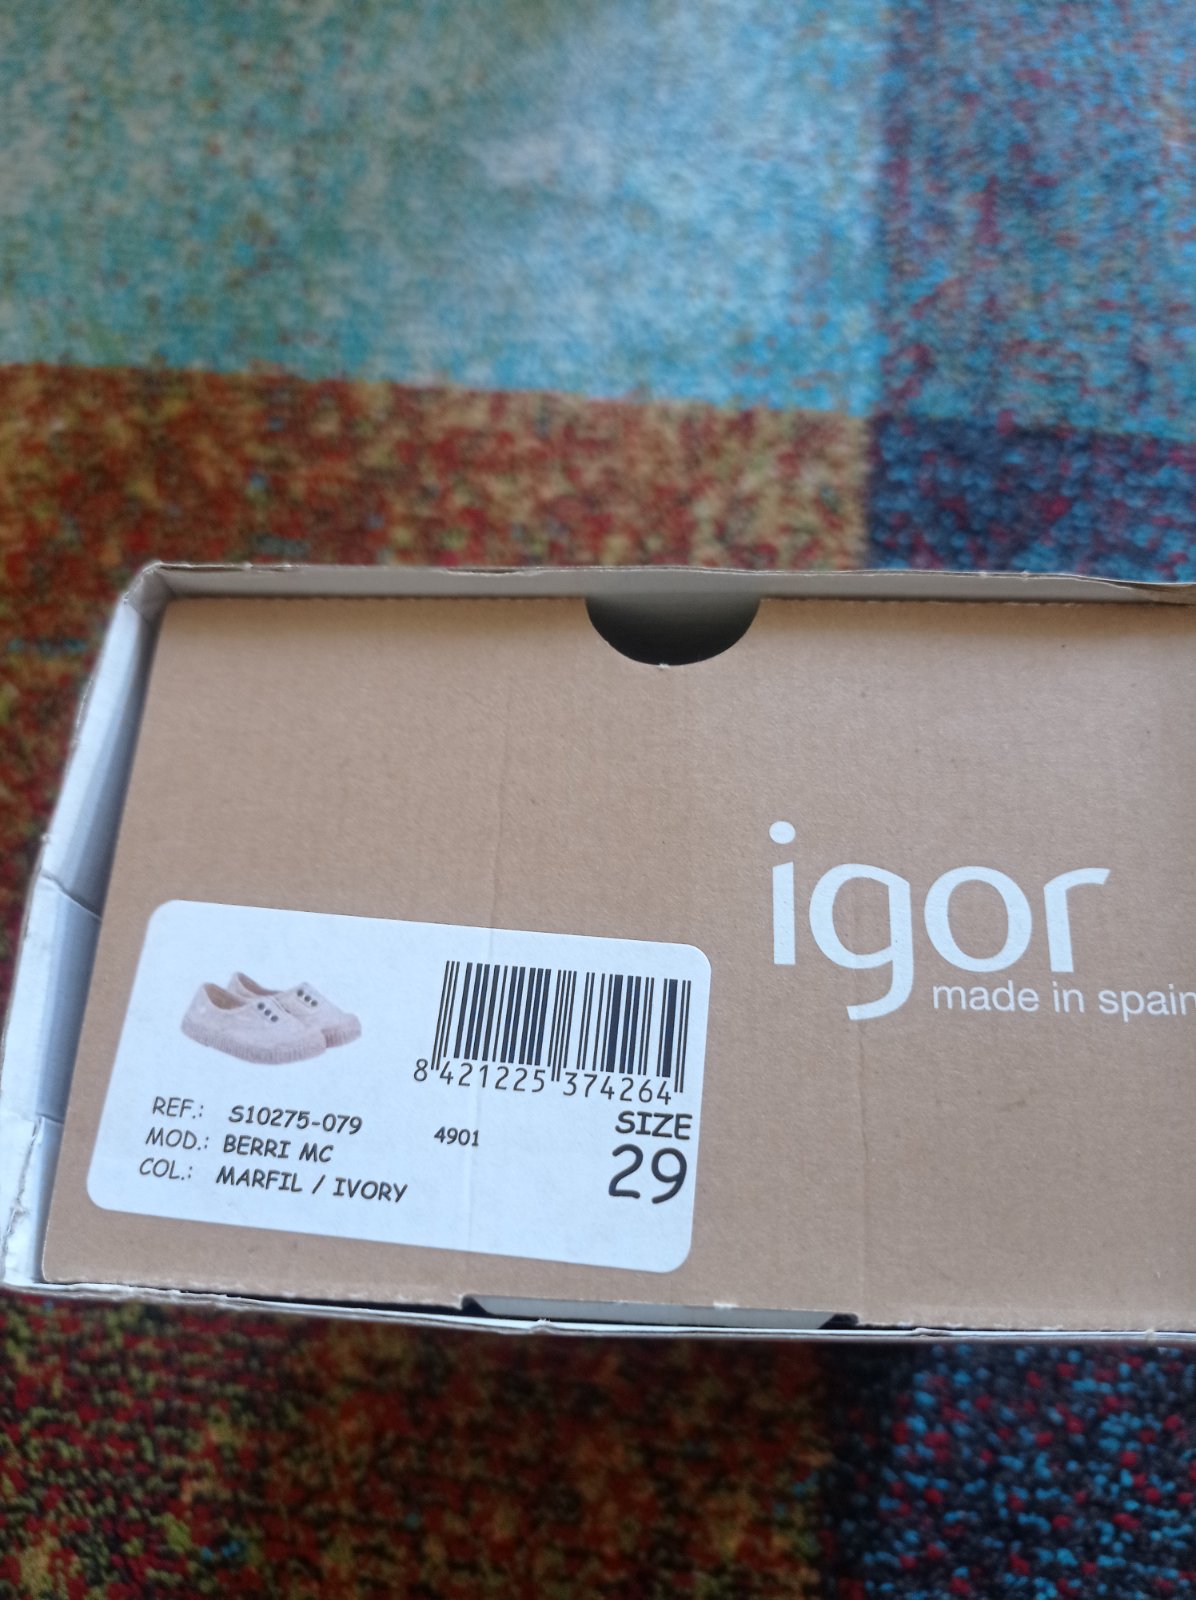 igor
made in spain
8 421225 374264
REF.: S10275-079
MOD.: BERRI MC
COL.: MARFIL / IVORY
4901
SIZE
29